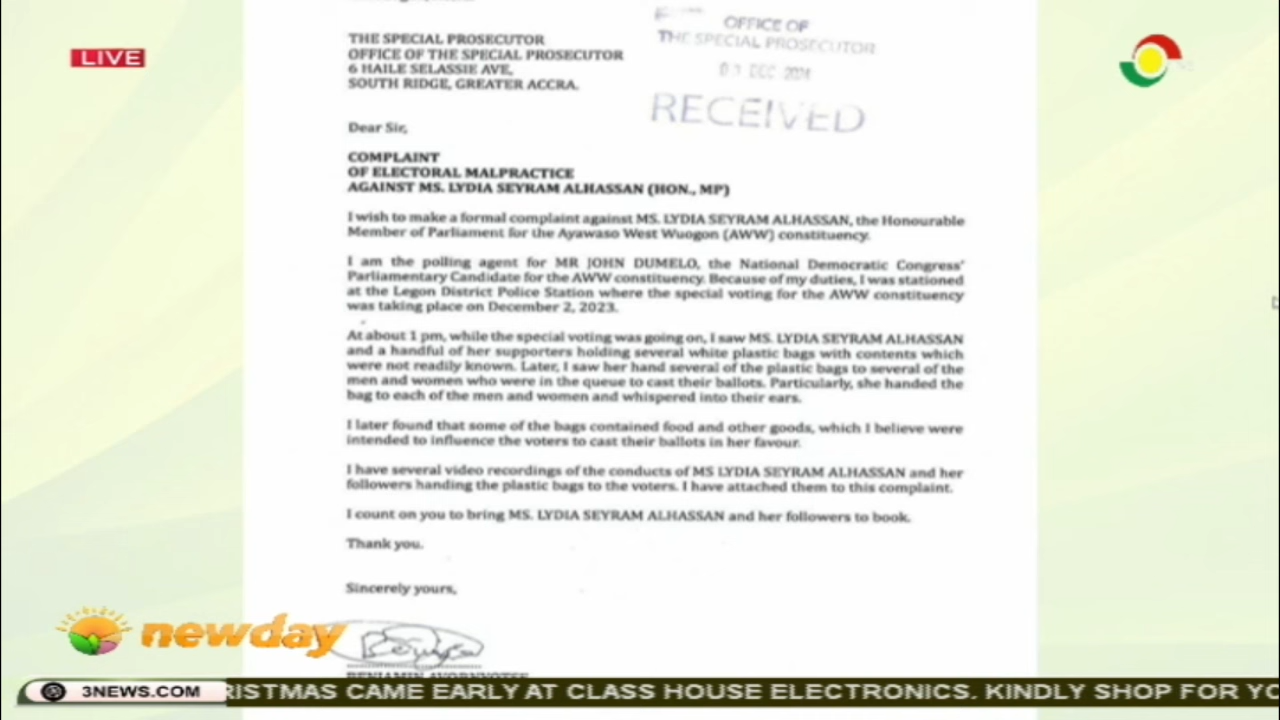 LIVE
OFFICE OF
THE SPECIAL PROSECUTOR
DEC 2024
RECEIVED
THE SPECIAL PROSECUTOR
OFFICE OF THE SPECIAL PROSECUTOR
6 HAILE SELASSIE AVE,
SOUTH RIDGE, GREATER ACCRA.
Dear Sir,
COMPLAINT
OF ELECTORAL MALPRACTICE
AGAINST MS. LYDIA SEYRAM ALHASSAN (HON., MP)
I wish to make a formal complaint against MS. LYDIA SEYRAM ALHASSAN, the Honourable
Member of Parliament for the Ayawaso West Wuogon (AWW) constituency.
I am the polling agent for MR JOHN DUMELO, the National Democratic Congress'
Parliamentary Candidate for the AWW constituency. Because of my duties, I was stationed
at the Legon District Police Station where the special voting for the AWW constituency
was taking place on December 2, 2023.
At about 1 pm, while the special voting was going on, I saw MS. LYDIA SEYRAM ALHASSAN
and a handful of her supporters holding several white plastic bags with contents which
were not readily known. Later, I saw her hand several of the plastic bags to several of the
men and women who were in the queue to cast their ballots. Particularly, she handed the
bag to each of the men and women and whispered into their ears.
I later found that some of the bags contained food and other goods, which I believe were
intended to influence the voters to cast their ballots in her favour.
I have several video recordings of the conducts of MS LYDIA SEYRAM ALHASSAN and her
followers handing the plastic bags to the voters. I have attached them to this complaint.
I count on you to bring MS. LYDIA SEYRAM ALHASSAN and her followers to book.
Thank you.
Sincerely yours,
newday
BENJAMIN
3NEWS.COM
RISTMAS CAME EARLY AT CLASS HOUSE ELECTRONICS. KINDLY SHOP FOR YO